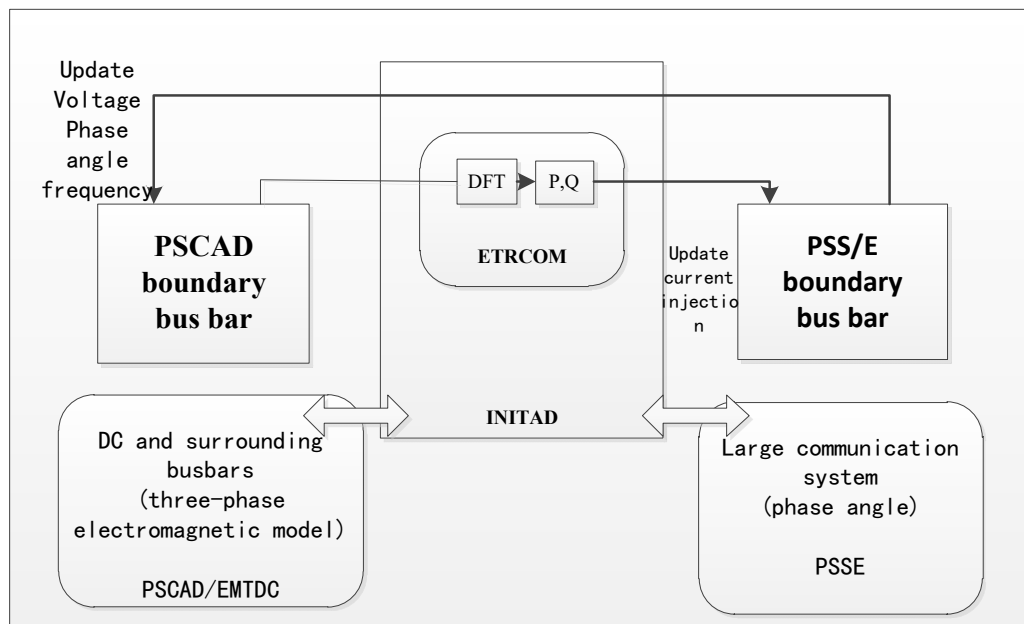 Update
Voltage
Phase
angle
frequency
PSCAD
boundary
bus bar
DFT
P,Q
ETRCOM
Update
current
injectio
n
PSS/E
boundary
bus bar
INITAD
DC and surrounding
busbars
(three-phase
electromagnetic model)
PSCAD/EMTDC
Large communication
system
(phase angle)
PSSE